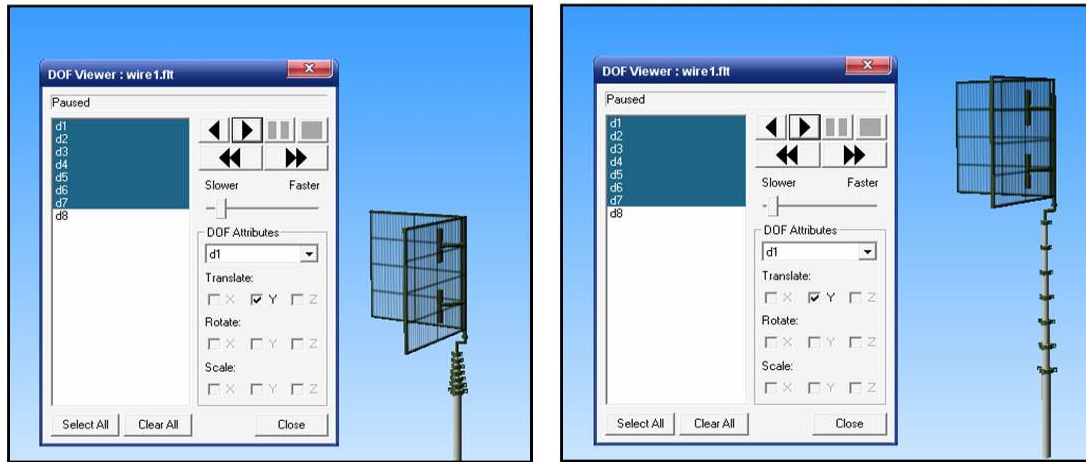 DOF Viewer : wire1.flt
Paused
d1
d2
d3
d4
d5
d6
d7
d8
Slower Faster
DOF Attributes
d1
Translate:
X Y Z
Rotate:
X Y Z
Scale:
X Y Z
Select All Clear All Close
DOF Viewer : wire1.flt
Paused
d1
d2
d3
d4
d5
d6
d7
d8
Slower Faster
DOF Attributes
d1
Translate:
X Y Z
Rotate:
X Y Z
Scale:
X Y Z
Select All Clear All Close